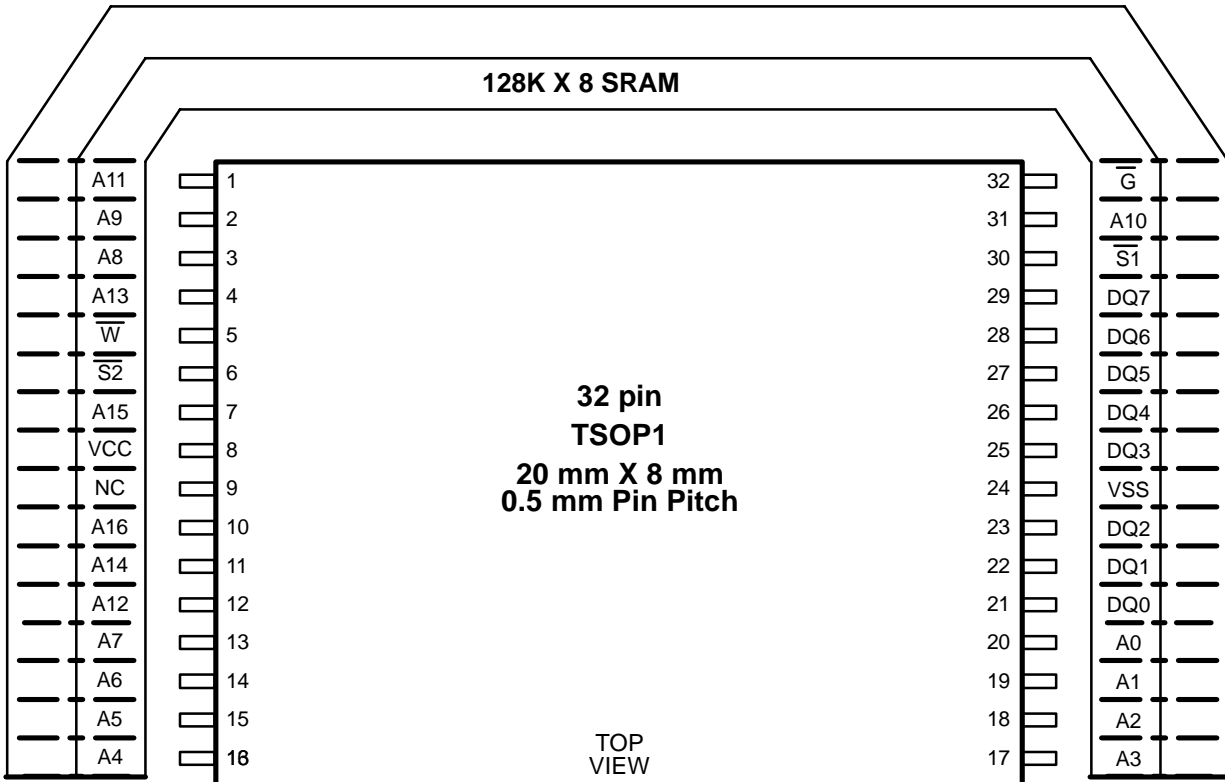 128K X 8 SRAM
A11 1 32 G̅
A9 2 31 A10
A8 3 30 S̅1̅
A13 4 29 DQ7
W̅ 5 28 DQ6
S̅2̅ 6 27 DQ5
A15 7 26 DQ4
VCC 8 25 DQ3
NC 9 24 VSS
A16 10 23 DQ2
A14 11 22 DQ1
A12 12 21 DQ0
A7 13 20 A0
A6 14 19 A1
A5 15 18 A2
A4 17 A3
32 pin
TSOP1
20 mm X 8 mm
0.5 mm Pin Pitch
TOP
VIEW